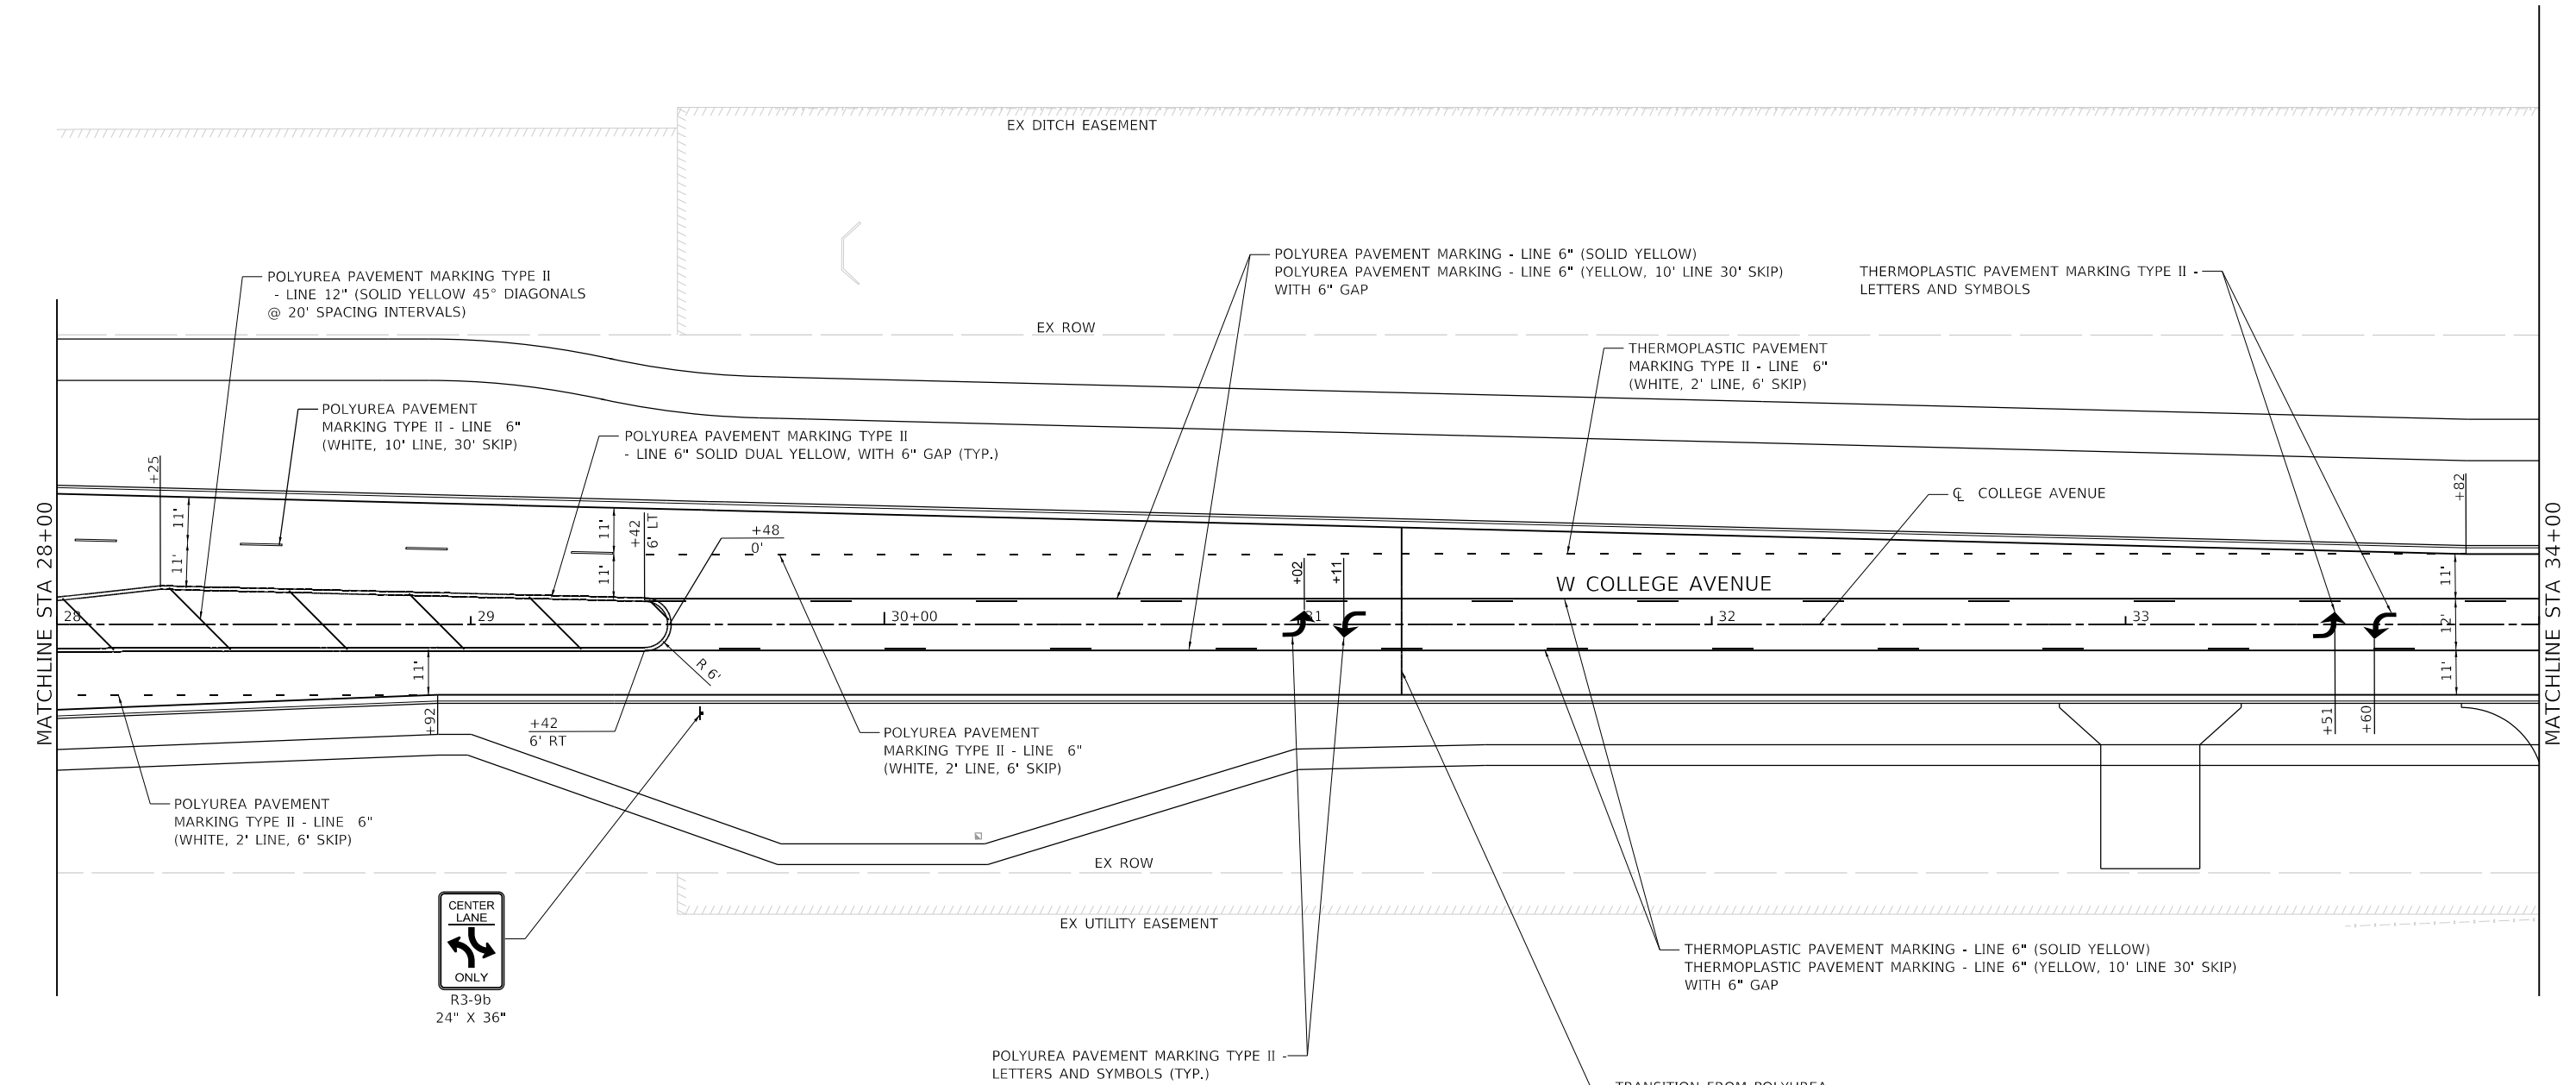 EX DITCH EASEMENT
POLYUREA PAVEMENT MARKING - LINE 6" (SOLID YELLOW)
POLYUREA PAVEMENT MARKING - LINE 6" (YELLOW, 10' LINE 30' SKIP)
WITH 6" GAP
THERMOPLASTIC PAVEMENT MARKING TYPE II -
LETTERS AND SYMBOLS
POLYUREA PAVEMENT MARKING TYPE II
- LINE 12" (SOLID YELLOW 45° DIAGONALS
@ 20' SPACING INTERVALS)
EX ROW
THERMOPLASTIC PAVEMENT
MARKING TYPE II - LINE 6"
(WHITE, 2' LINE, 6' SKIP)
POLYUREA PAVEMENT
MARKING TYPE II - LINE 6"
(WHITE, 10' LINE, 30' SKIP)
POLYUREA PAVEMENT MARKING TYPE II
- LINE 6" SOLID DUAL YELLOW, WITH 6" GAP (TYP.)
℄ COLLEGE AVENUE
MATCHLINE STA 28+00
+25
11'
11'
11'
11'
+42
6' LT
+48
0'
+02
+11
W COLLEGE AVENUE
+82
11'
12'
11'
MATCHLINE STA 34+00
28
29
30+00
31
32
33
11'
R 6'
+92
+42
6' RT
+51
+60
POLYUREA PAVEMENT
MARKING TYPE II - LINE 6"
(WHITE, 2' LINE, 6' SKIP)
POLYUREA PAVEMENT
MARKING TYPE II - LINE 6"
(WHITE, 2' LINE, 6' SKIP)
EX ROW
CENTER
LANE
ONLY
R3-9b
24" X 36"
EX UTILITY EASEMENT
THERMOPLASTIC PAVEMENT MARKING - LINE 6" (SOLID YELLOW)
THERMOPLASTIC PAVEMENT MARKING - LINE 6" (YELLOW, 10' LINE 30' SKIP)
WITH 6" GAP
POLYUREA PAVEMENT MARKING TYPE II -
LETTERS AND SYMBOLS (TYP.)
TRANSITION FROM POLYUREA